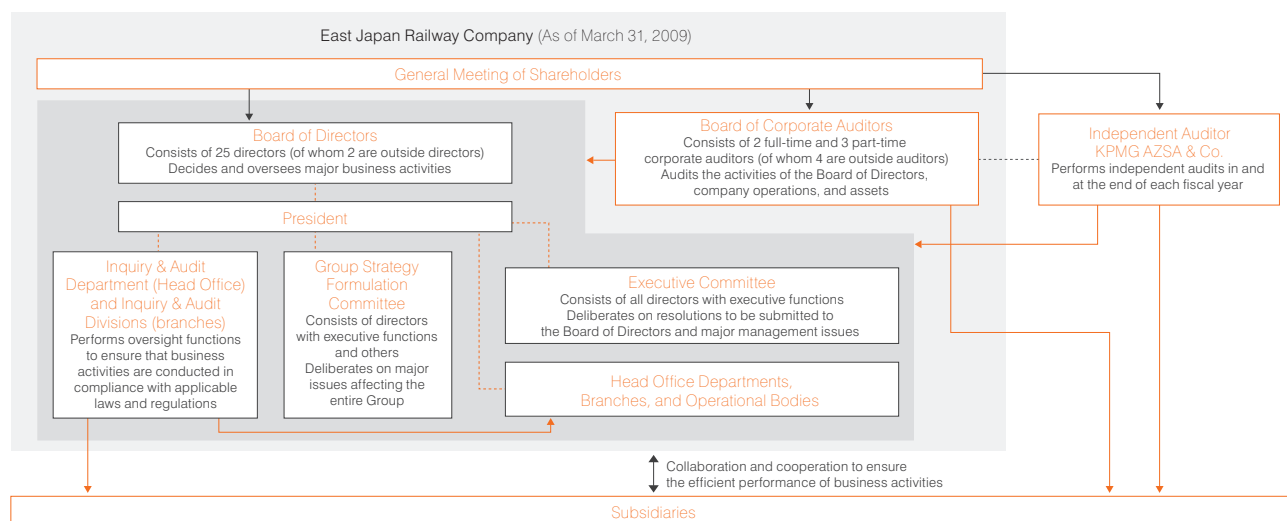 East Japan Railway Company (As of March 31, 2009)
General Meeting of Shareholders
Board of Directors
Consists of 25 directors (of whom 2 are outside directors)
Decides and oversees major business activities
Board of Corporate Auditors
Consists of 2 full-time and 3 part-time
corporate auditors (of whom 4 are outside auditors)
Audits the activities of the Board of Directors,
company operations, and assets
Independent Auditor
KPMG AZSA & Co.
Performs independent audits in and
at the end of each fiscal year
President
Inquiry & Audit
Department (Head Office)
and Inquiry & Audit
Divisions (branches)
Performs oversight functions
to ensure that business
activities are conducted in
compliance with applicable
laws and regulations
Group Strategy
Formulation
Committee
Consists of directors
with executive functions
and others
Deliberates on major
issues affecting the
entire Group
Executive Committee
Consists of all directors with executive functions
Deliberates on resolutions to be submitted to
the Board of Directors and major management issues
Head Office Departments,
Branches, and Operational Bodies
Collaboration and cooperation to ensure
the efficient performance of business activities
Subsidiaries